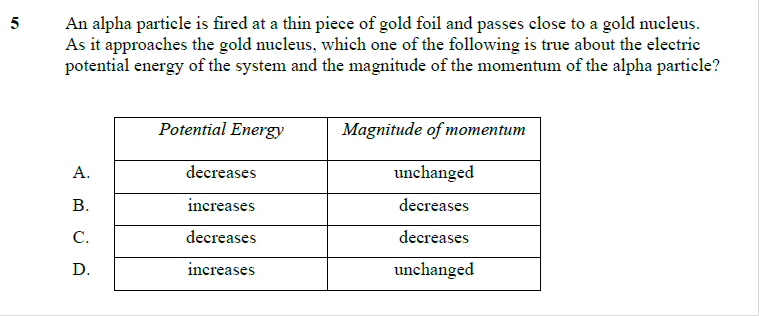 5 An alpha particle is fired at a thin piece of gold foil and passes close to a gold nucleus.
As it approaches the gold nucleus, which one of the following is true about the electric
potential energy of the system and the magnitude of the momentum of the alpha particle?
Potential Energy Magnitude of momentum
A. decreases unchanged
B. increases decreases
C. decreases decreases
D. increases unchanged